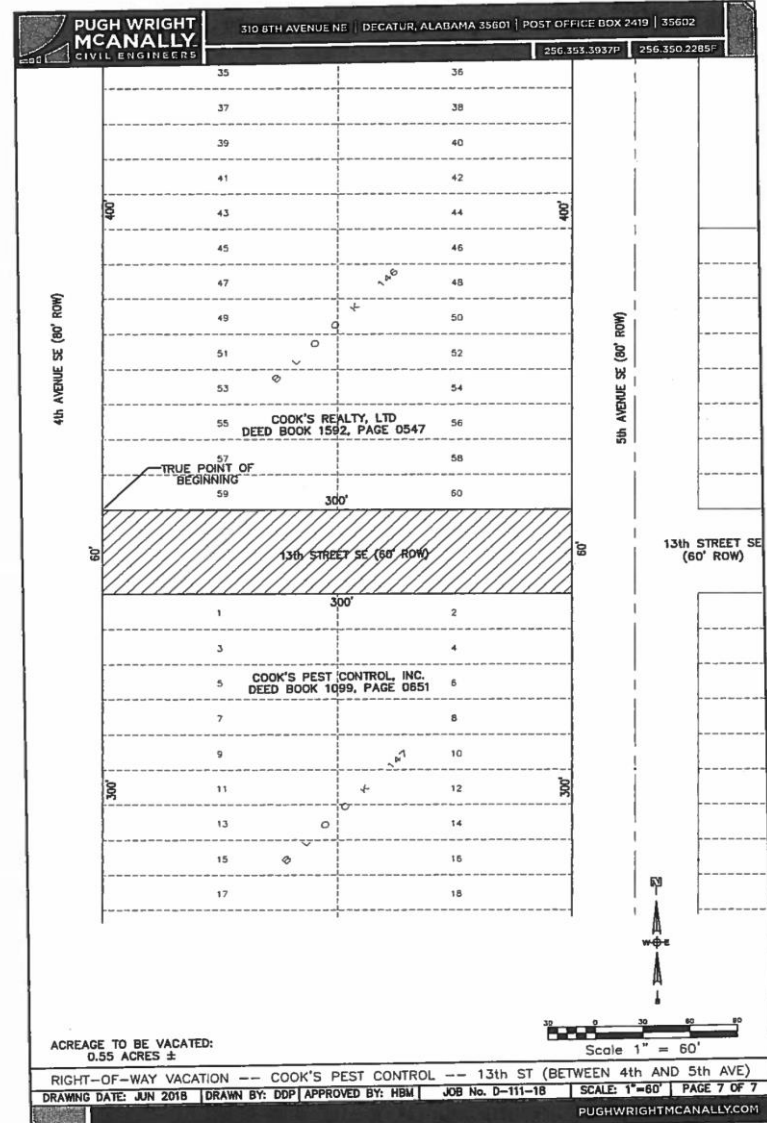 PUGH WRIGHT
MCANALLY
CIVIL ENGINEERS
310 8TH AVENUE NE | DECATUR, ALABAMA 35601 | POST OFFICE BOX 2419 | 35602
256.353.3937P 256.350.2285F
35 36
37 38
39 40
41 42
400' 400'
43 44
45 46
47 48
49 50
51 52
53 54
BLOCK 146
4th AVENUE SE (80' ROW)
5th AVENUE SE (80' ROW)
55 56
COOK'S REALTY, LTD
DEED BOOK 1592, PAGE 0547
57 58
TRUE POINT OF
BEGINNING
59 60
300'
60' 13th STREET SE (60' ROW) 60'
13th STREET SE
(60' ROW)
300'
1 2
3 4
COOK'S PEST CONTROL, INC.
5 6
DEED BOOK 1099, PAGE 0651
7 8
9 10
BLOCK 147
300' 300'
11 12
13 14
15 16
17 18
N
W E
S
30 0 30 60 90
Scale 1" = 60'
ACREAGE TO BE VACATED:
0.55 ACRES ±
RIGHT-OF-WAY VACATION -- COOK'S PEST CONTROL -- 13th ST (BETWEEN 4th AND 5th AVE)
DRAWING DATE: JUN 2018 DRAWN BY: DDP APPROVED BY: HBM JOB No. D-111-18 SCALE: 1"=60' PAGE 7 OF 7
PUGHWRIGHTMCANALLY.COM